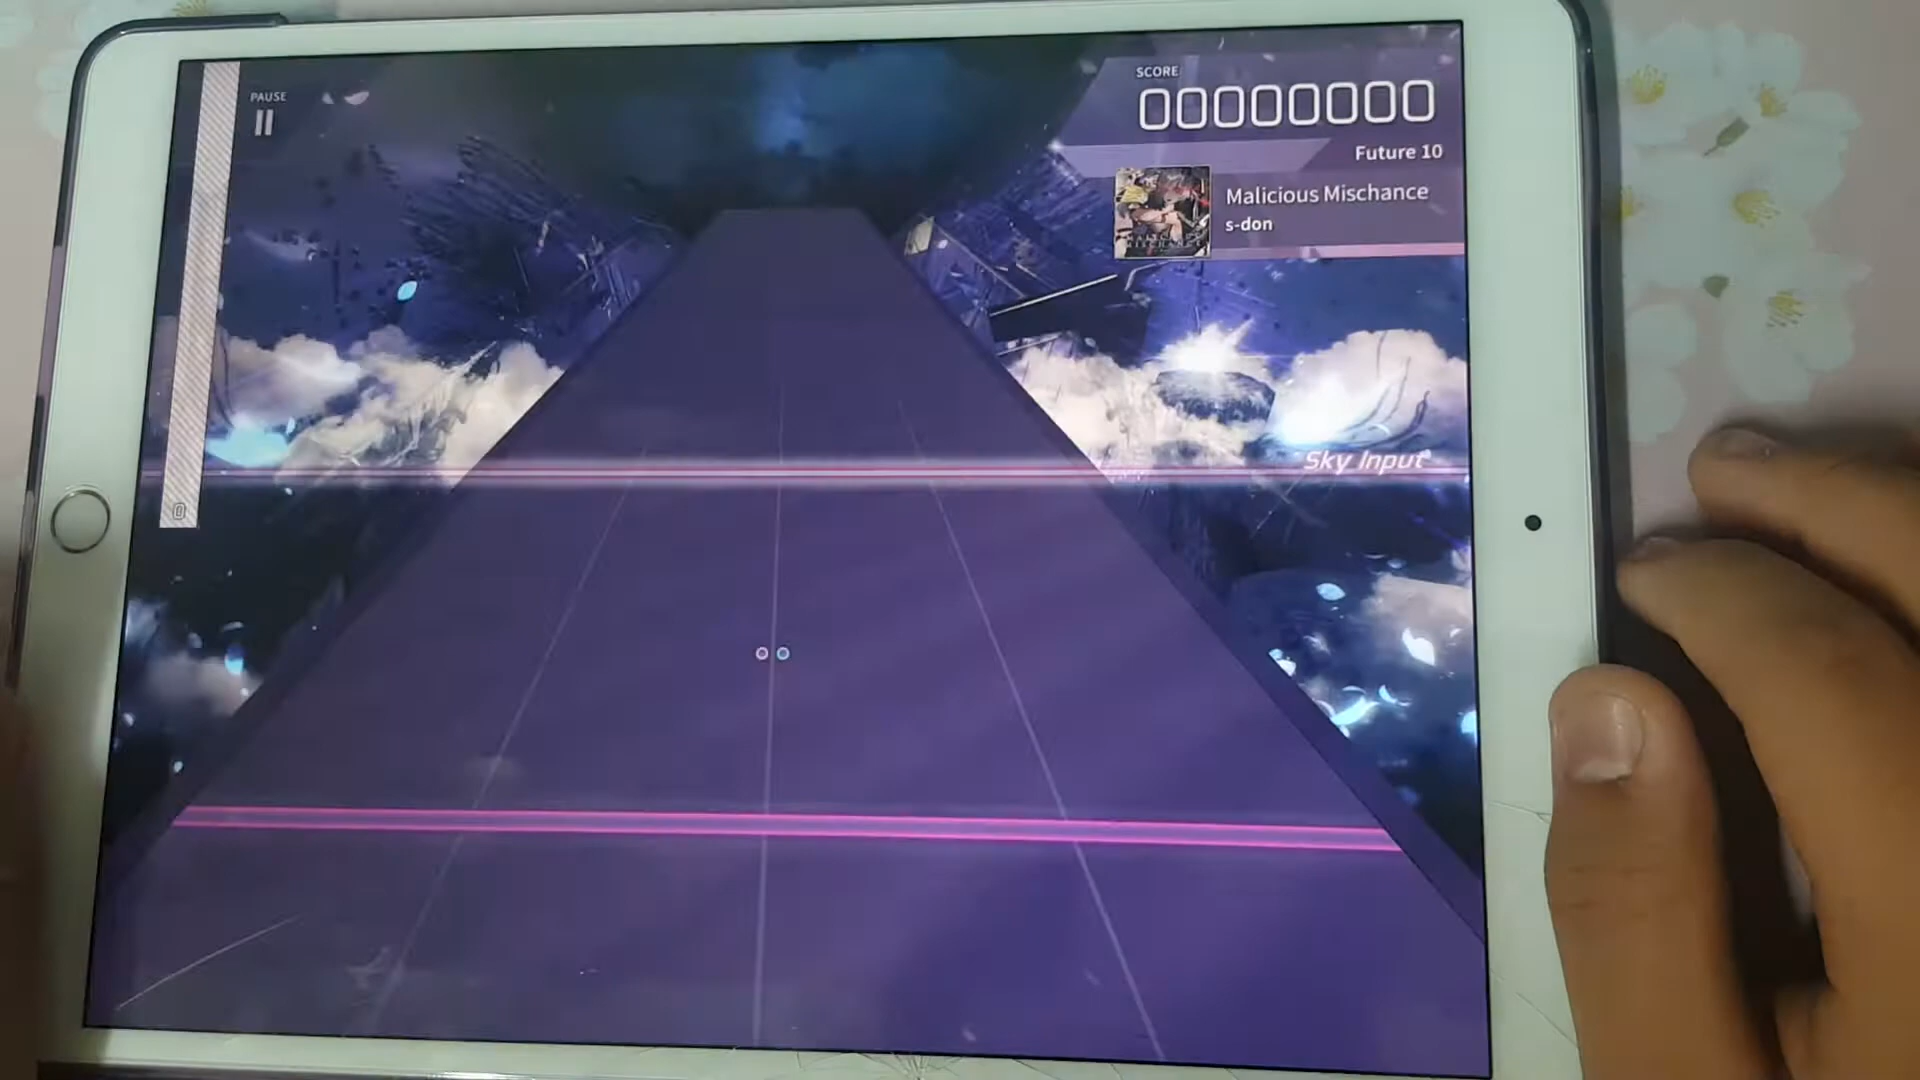 PAUSE
SCORE
00000000
Future 10
Malicious Mischance
s-don
Sky Input
0